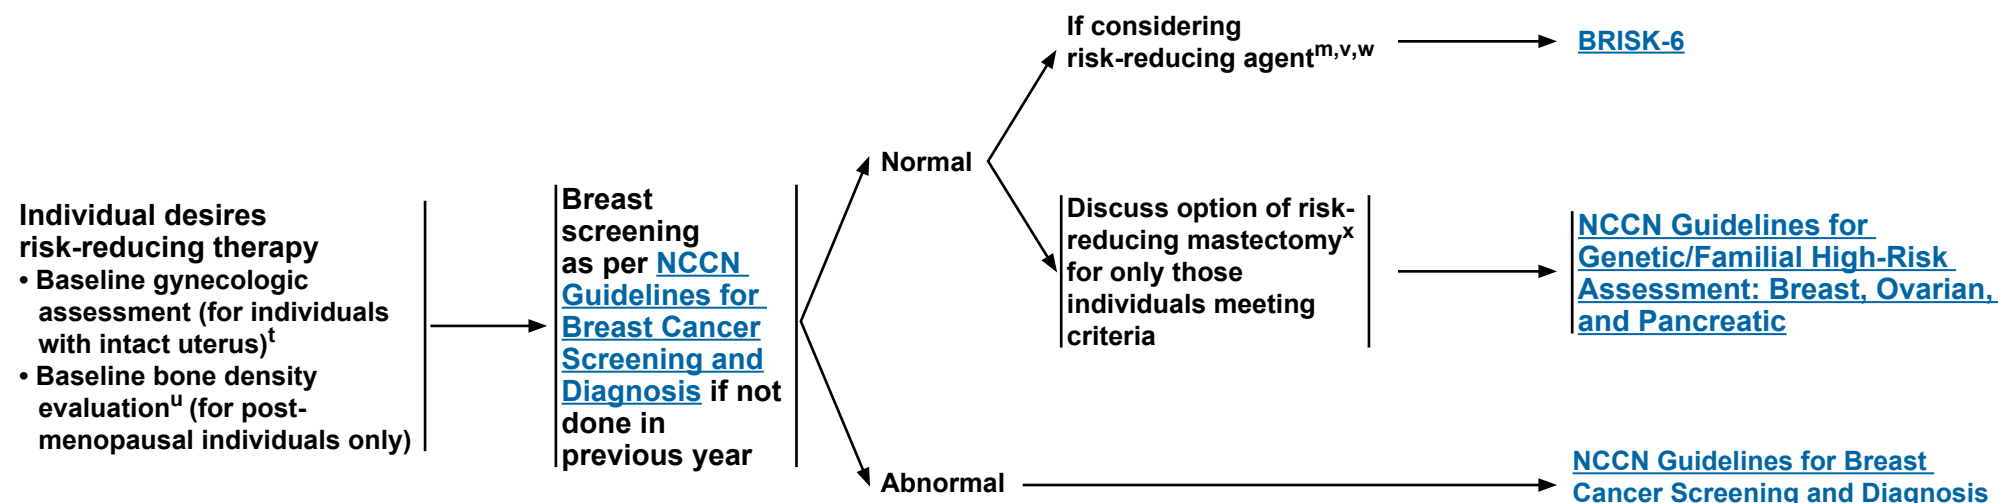 Individual desires
risk-reducing therapy
• Baseline gynecologic
assessment (for individuals
with intact uterus)t
• Baseline bone density
evaluationu (for post-
menopausal individuals only)
Breast
screening
as per NCCN
Guidelines for
Breast Cancer
Screening and
Diagnosis if not
done in
previous year
Normal
If considering
risk-reducing agentm,v,w
BRISK-6
Discuss option of risk-
reducing mastectomyx
for only those
individuals meeting
criteria
NCCN Guidelines for
Genetic/Familial High-Risk
Assessment: Breast, Ovarian,
and Pancreatic
Abnormal
NCCN Guidelines for Breast
Cancer Screening and Diagnosis